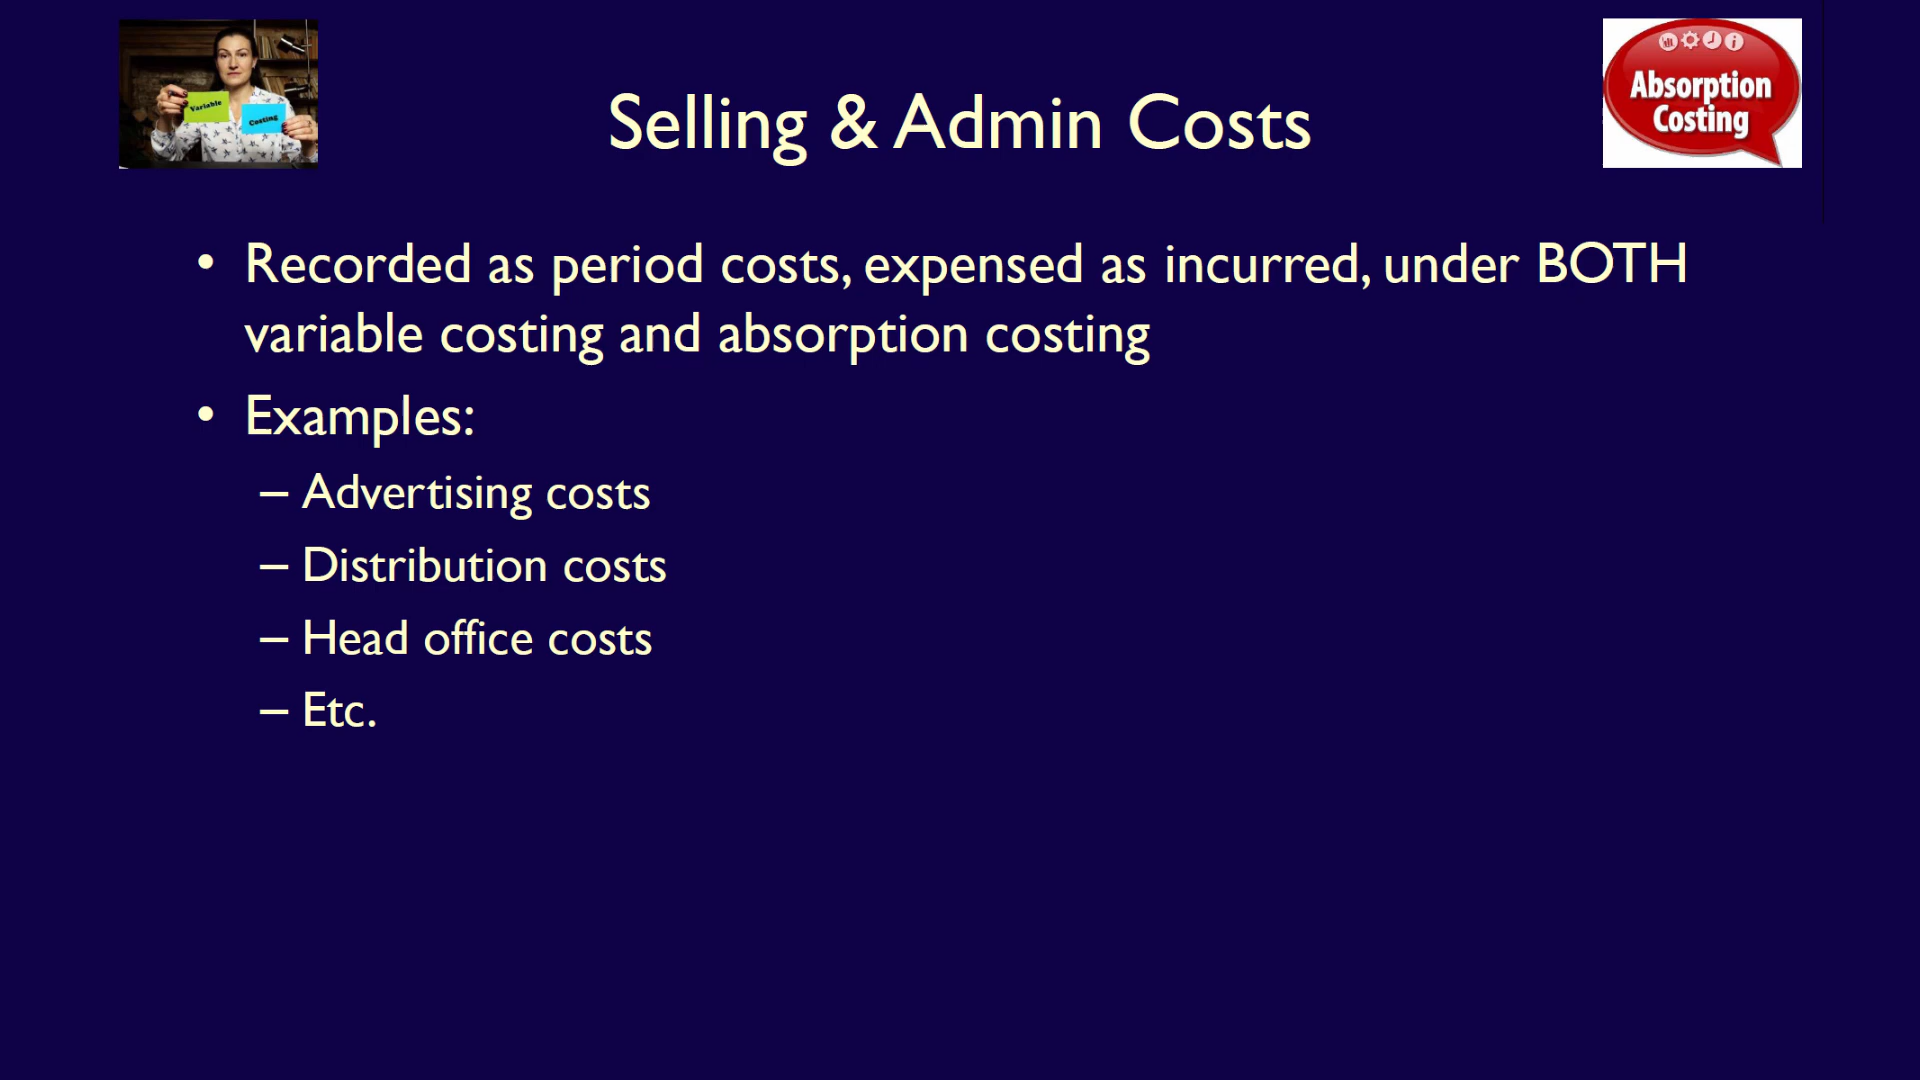 Variable
Costing
Selling & Admin Costs
Absorption
Costing
• Recorded as period costs, expensed as incurred, under BOTH
variable costing and absorption costing
• Examples:
– Advertising costs
– Distribution costs
– Head office costs
– Etc.